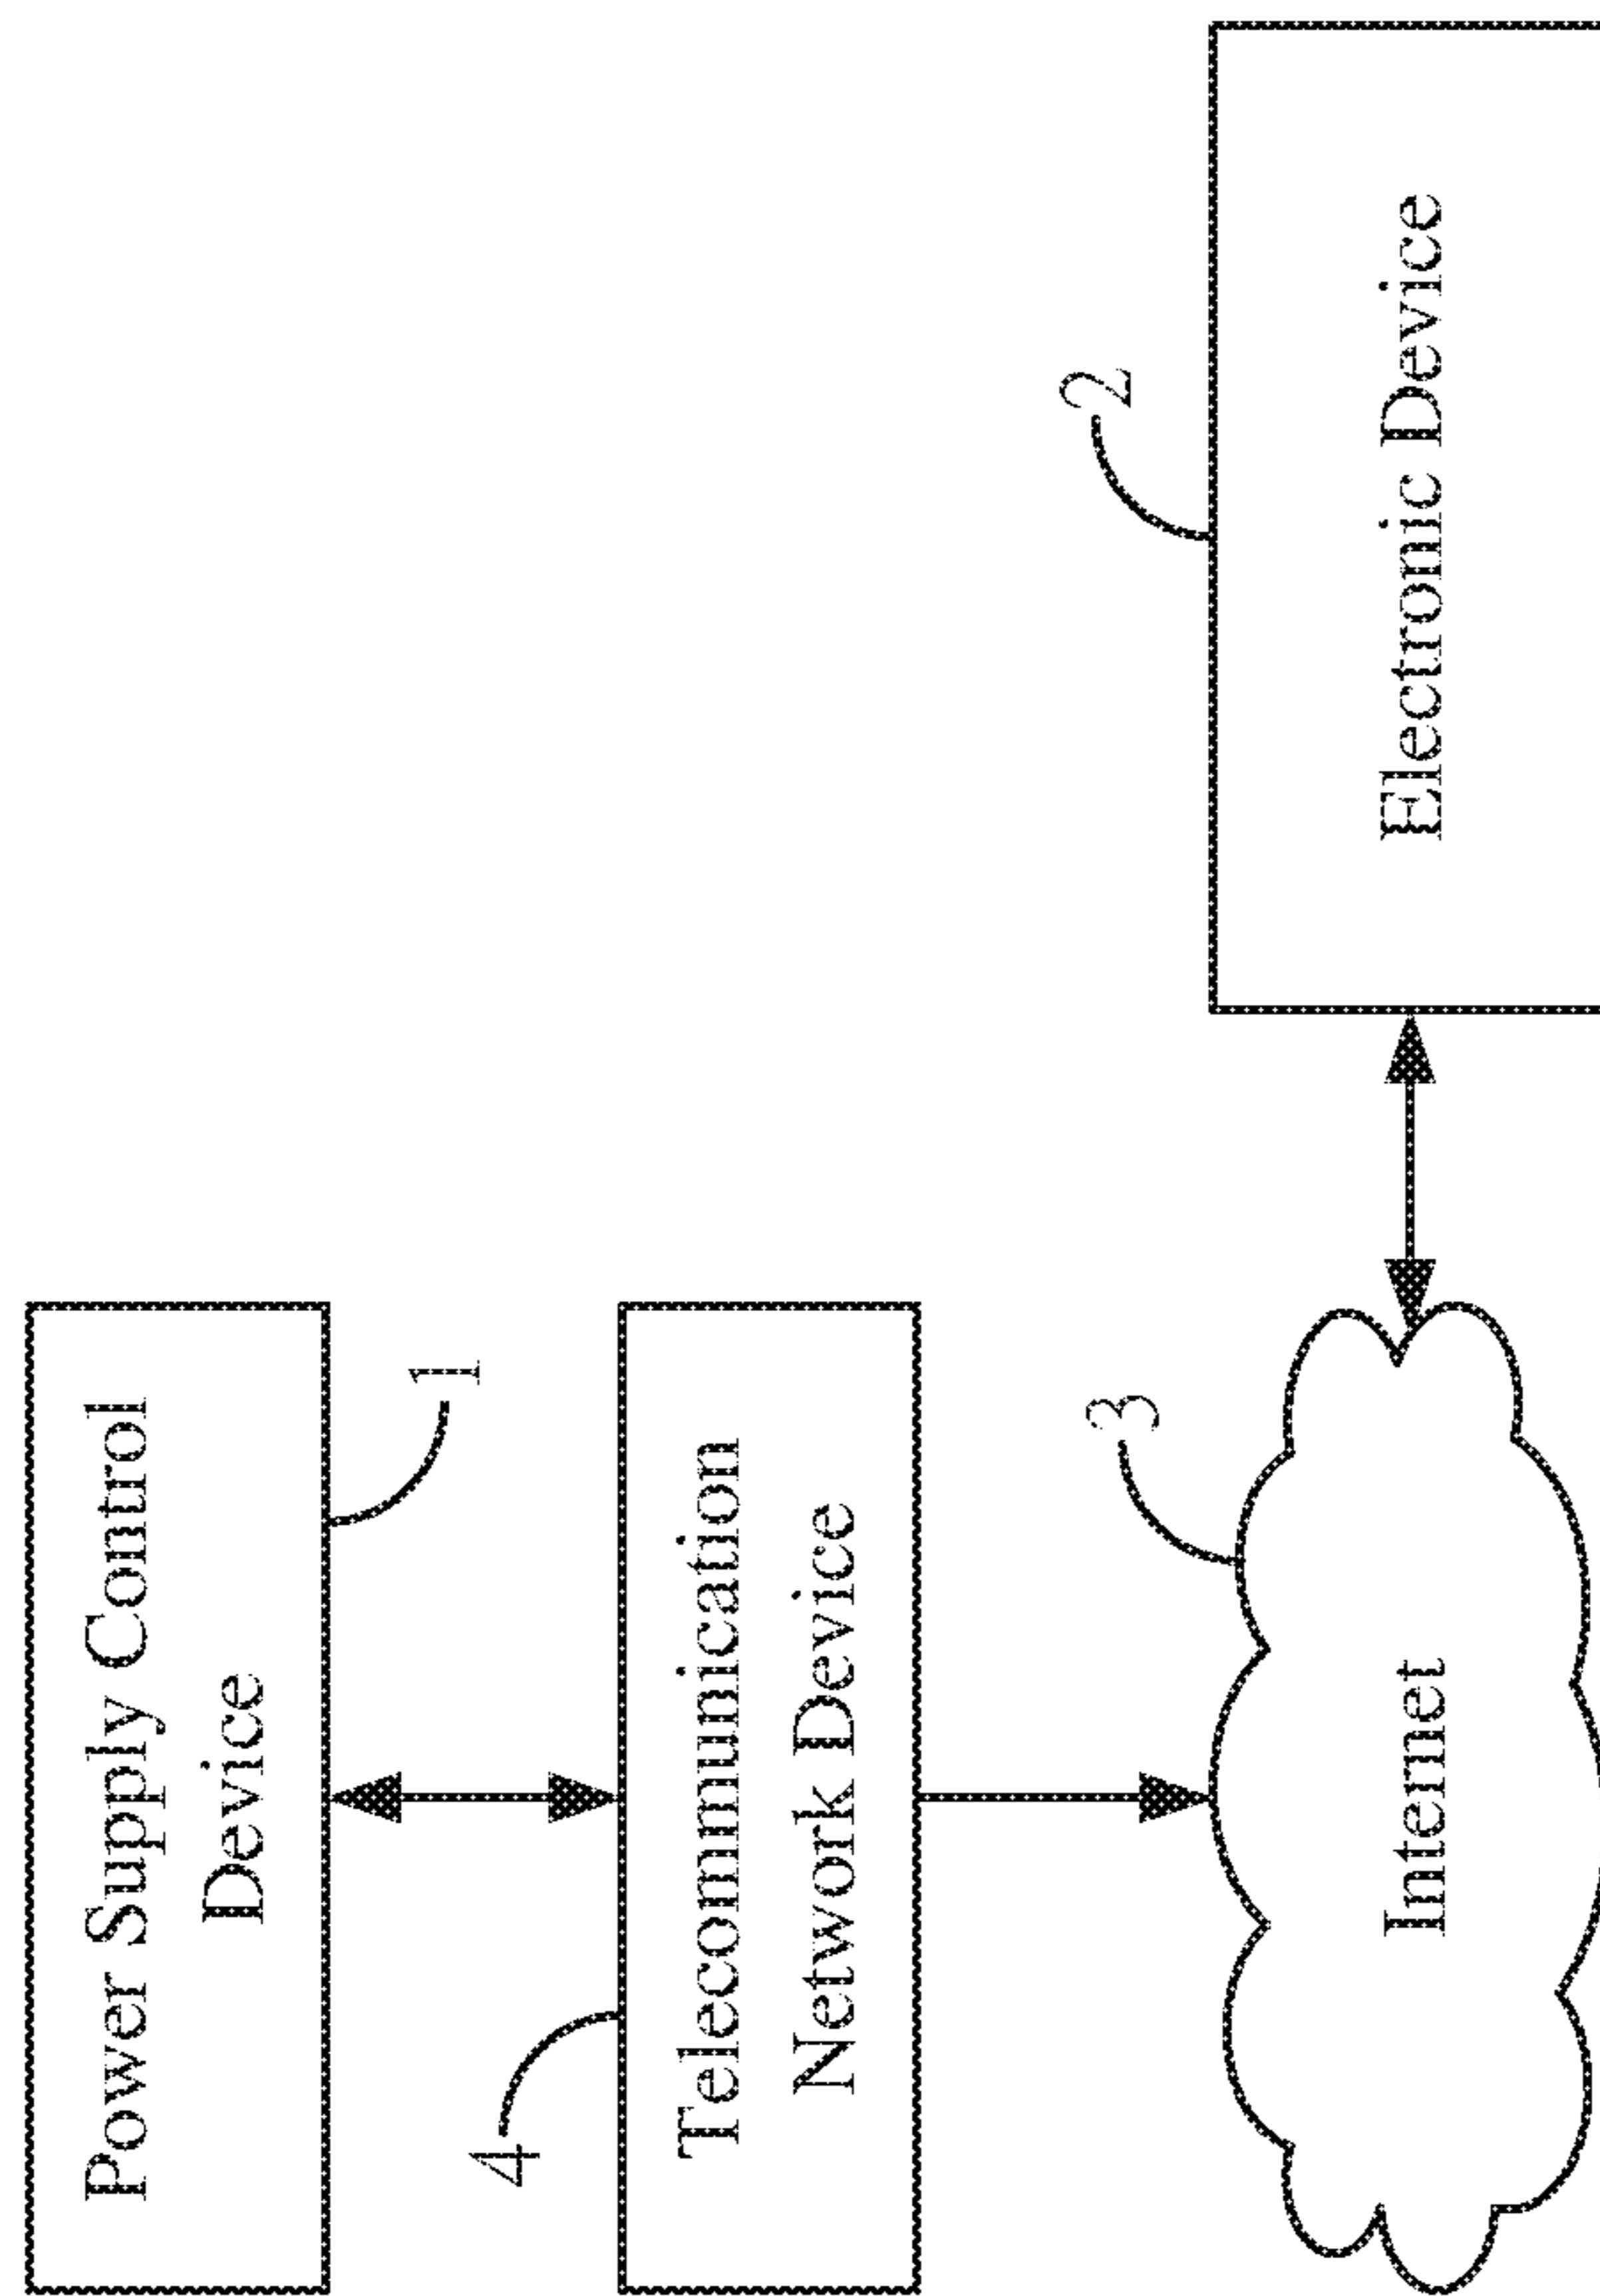 Power Supply Control
Device
1
4
Telecommunication
Network Device
3
2
Internet
Electronic Device